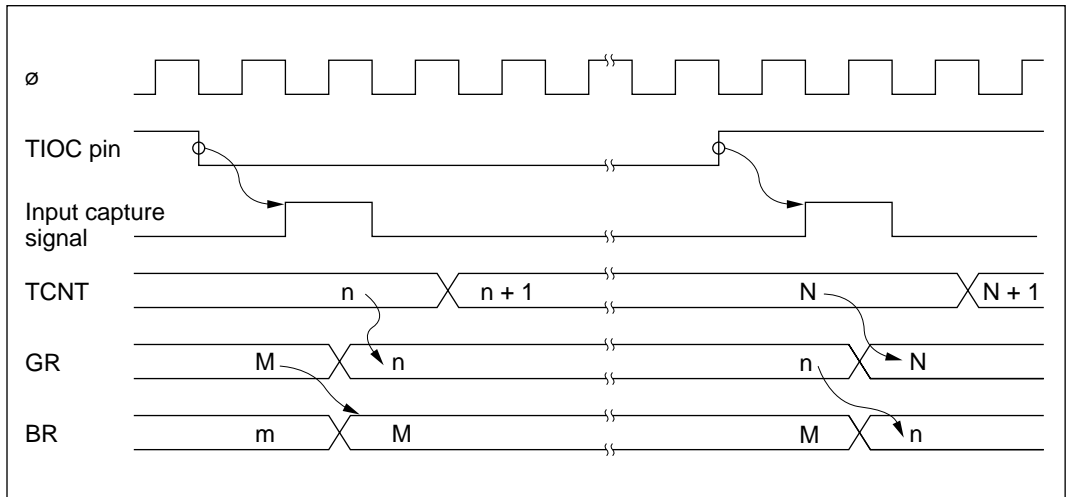 ø
TIOC pin
Input capture
signal
TCNT n n + 1 N N + 1
GR M n n N
BR m M M n